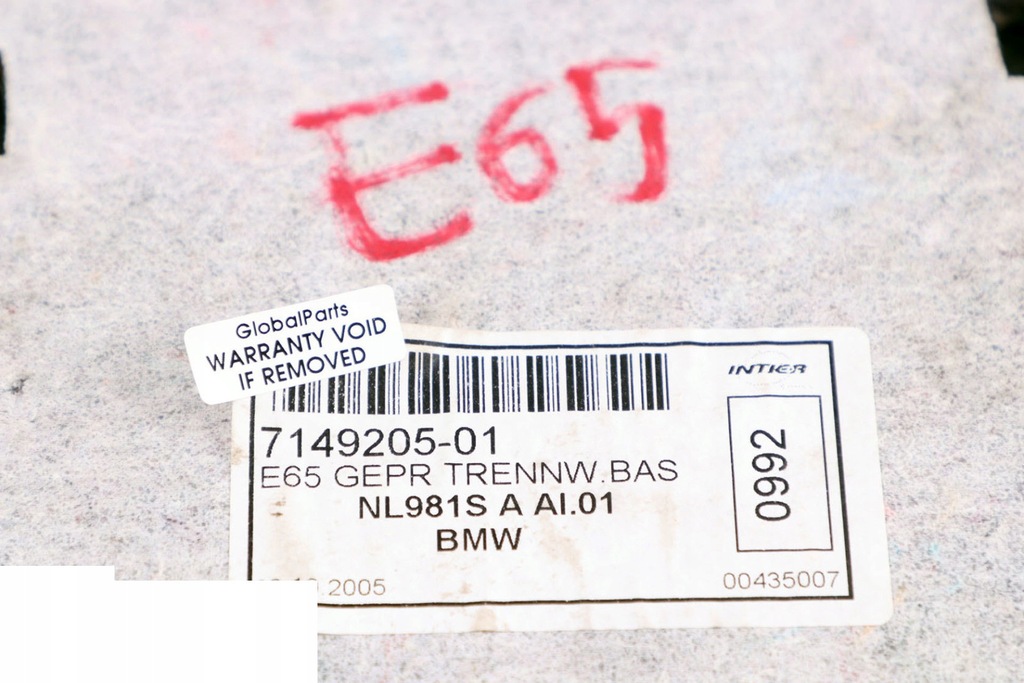 E65
GlobalParts
WARRANTY VOID
IF REMOVED
INTIER
7149205-01
E65 GEPR TRENNW.BAS
NL981S A AI.01
BMW
0992
.2005
00435007